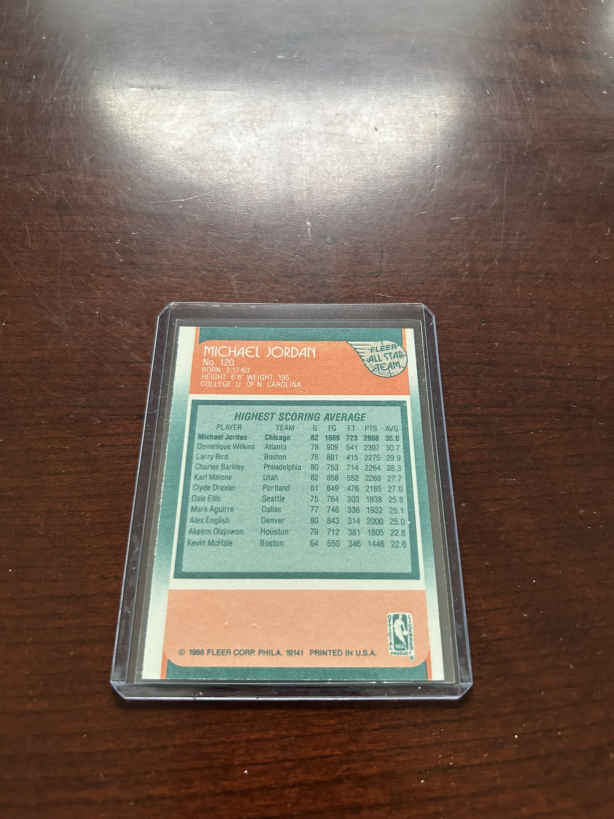 MICHAEL JORDAN
No. 120
BORN: 2-17-63
HEIGHT: 6'6" WEIGHT: 195
COLLEGE: U. OF N. CAROLINA
FLEER
ALL STAR
TEAM
HIGHEST SCORING AVERAGE
PLAYER TEAM G FG FT PTS AVG
Michael Jordan Chicago 82 1069 723 2868 35.0
Dominique Wilkins Atlanta 78 909 541 2397 30.7
Larry Bird Boston 76 881 415 2275 29.9
Charles Barkley Philadelphia 80 753 714 2264 28.3
Karl Malone Utah 82 858 552 2268 27.7
Clyde Drexler Portland 81 849 476 2185 27.0
Dale Ellis Seattle 75 764 303 1938 25.8
Mark Aguirre Dallas 77 746 388 1932 25.1
Alex English Denver 80 843 314 2000 25.0
Akeem Olajuwon Houston 79 712 381 1805 22.8
Kevin McHale Boston 64 550 346 1446 22.6
© 1988 FLEER CORP. PHILA. 19141 PRINTED IN U.S.A.
PRODUCT